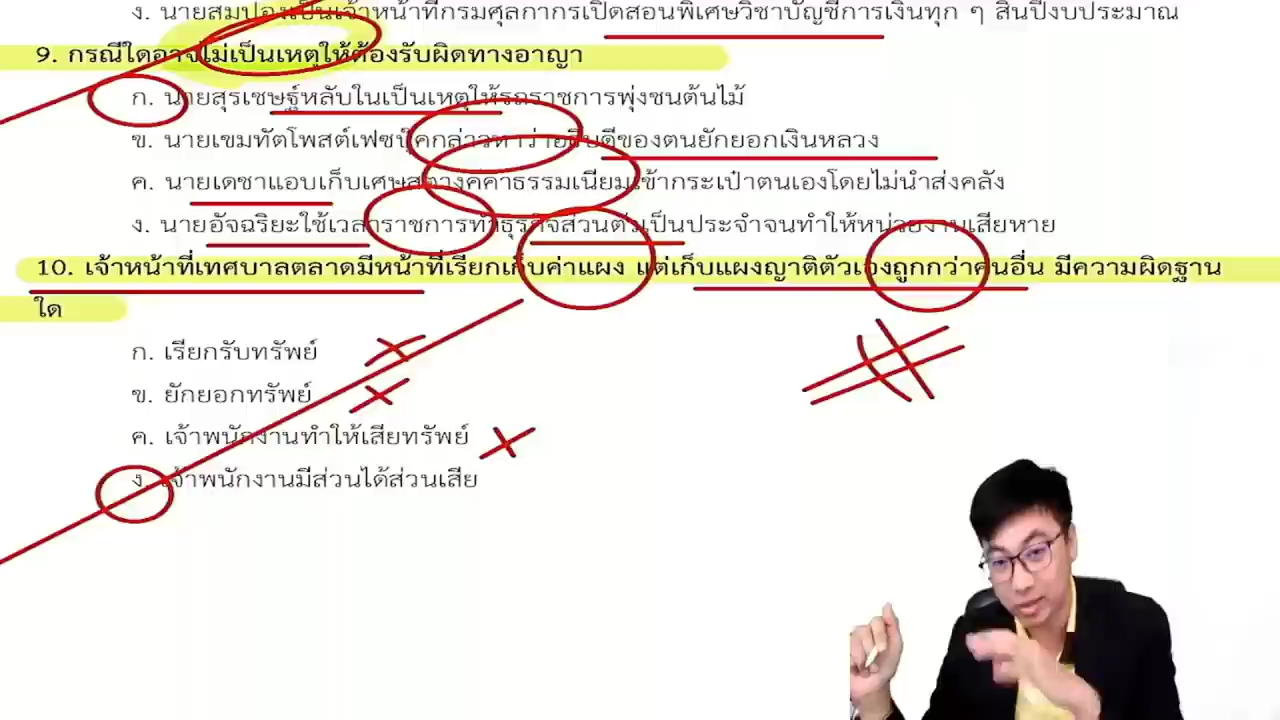 ง. นายสมปองเป็นเจ้าหน้าที่กรมศุลกากรเปิดสอนพิเศษวิชาบัญชีการเงินทุก ๆ สิ้นปีงบประมาณ
9. กรณีใดอาจไม่เป็นเหตุให้ต้องรับผิดทางอาญา
ก. นายสุรเชษฐ์หลับในเป็นเหตุให้รถราชการพุ่งชนต้นไม้
ข. นายเขมทัตโพสต์เฟซบุ๊คกล่าวหาว่าอธิบดีของตนยักยอกเงินหลวง
ค. นายเดชาแอบเก็บเศษสตางค์ค่าธรรมเนียมเข้ากระเป๋าตนเองโดยไม่นำส่งคลัง
ง. นายอัจฉริยะใช้เวลาราชการทำธุรกิจส่วนตัวเป็นประจำจนทำให้หน่วยงานเสียหาย
10. เจ้าหน้าที่เทศบาลตลาดมีหน้าที่เรียกเก็บค่าแผง แต่เก็บแผงญาติตัวเองถูกกว่าคนอื่น มีความผิดฐาน
ใด
ก. เรียกรับทรัพย์
ข. ยักยอกทรัพย์
ค. เจ้าพนักงานทำให้เสียทรัพย์
ง. เจ้าพนักงานมีส่วนได้ส่วนเสีย